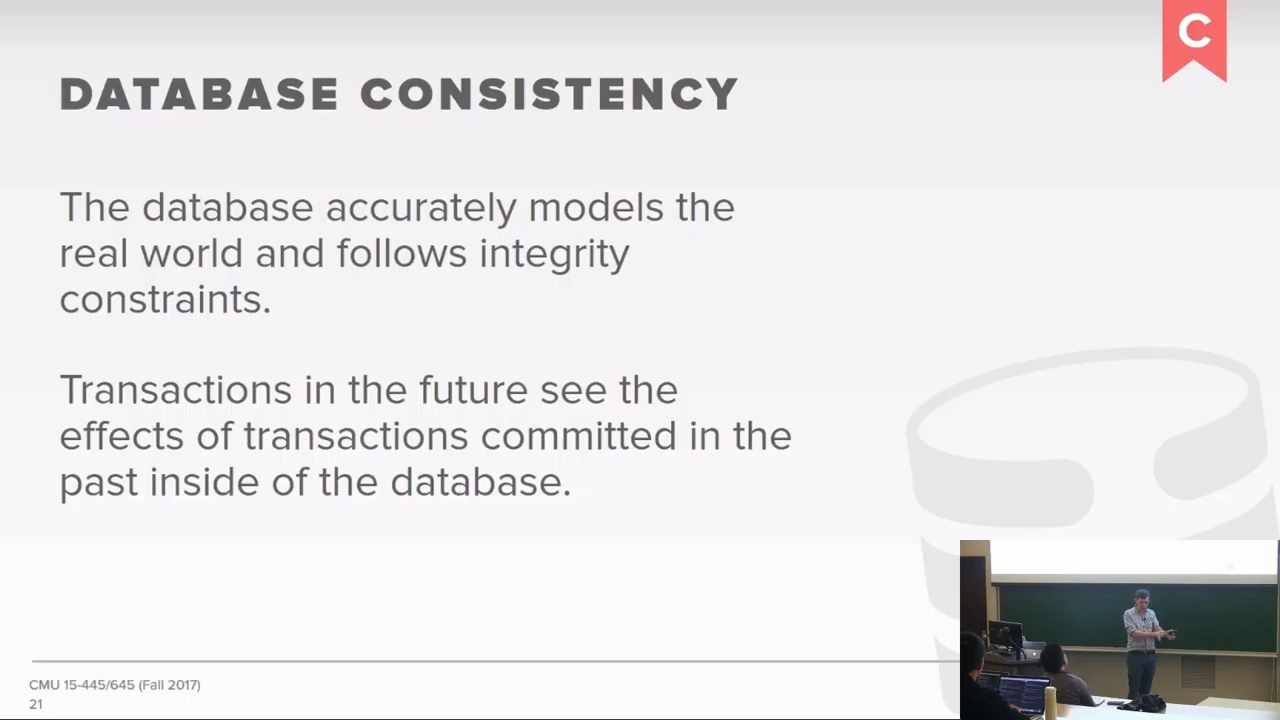 C
DATABASE CONSISTENCY
The database accurately models the
real world and follows integrity
constraints.
Transactions in the future see the
effects of transactions committed in the
past inside of the database.
CMU 15-445/645 (Fall 2017)
21